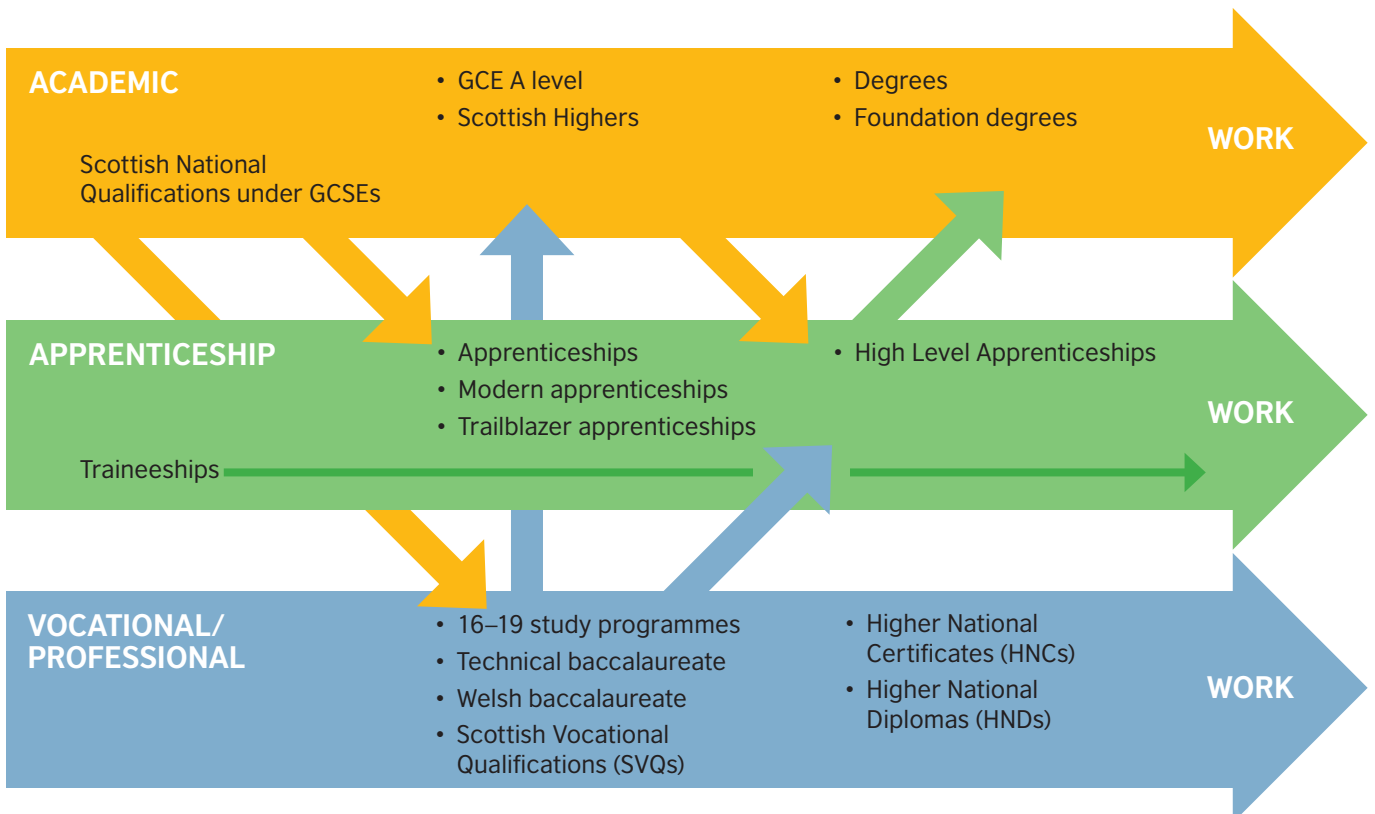 ACADEMIC
Scottish National
Qualifications under GCSEs
• GCE A level
• Scottish Highers
• Degrees
• Foundation degrees
WORK
APPRENTICESHIP
Traineeships
• Apprenticeships
• Modern apprenticeships
• Trailblazer apprenticeships
• High Level Apprenticeships
WORK
VOCATIONAL/
PROFESSIONAL
• 16–19 study programmes
• Technical baccalaureate
• Welsh baccalaureate
• Scottish Vocational
Qualifications (SVQs)
• Higher National
Certificates (HNCs)
• Higher National
Diplomas (HNDs)
WORK